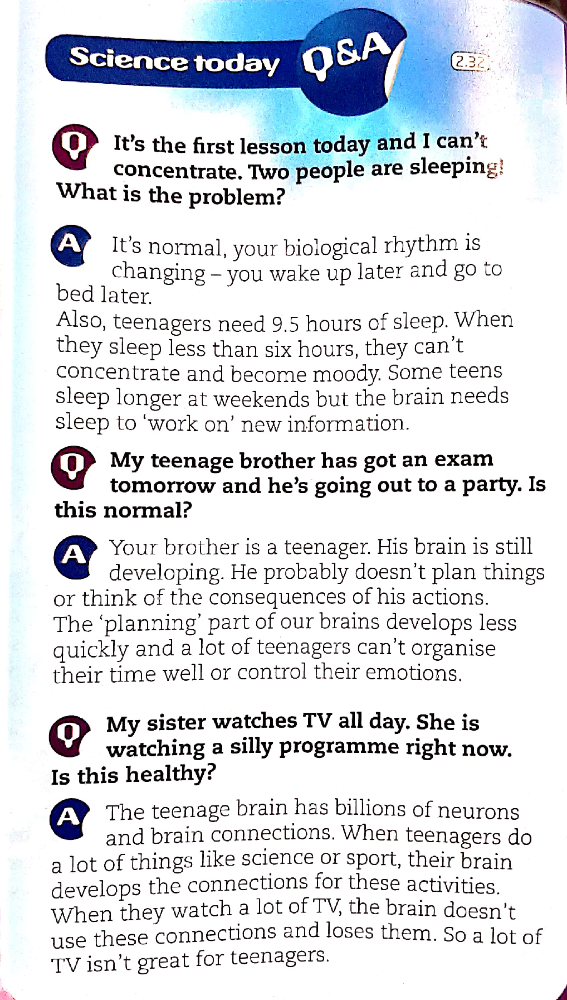 Science today Q&A
2.32
Q It's the first lesson today and I can't
concentrate. Two people are sleeping!
What is the problem?
A It's normal, your biological rhythm is
changing – you wake up later and go to
bed later.
Also, teenagers need 9.5 hours of sleep. When
they sleep less than six hours, they can't
concentrate and become moody. Some teens
sleep longer at weekends but the brain needs
sleep to 'work on' new information.
Q My teenage brother has got an exam
tomorrow and he's going out to a party. Is
this normal?
A Your brother is a teenager. His brain is still
developing. He probably doesn't plan things
or think of the consequences of his actions.
The 'planning' part of our brains develops less
quickly and a lot of teenagers can't organise
their time well or control their emotions.
Q My sister watches TV all day. She is
watching a silly programme right now.
Is this healthy?
A The teenage brain has billions of neurons
and brain connections. When teenagers do
a lot of things like science or sport, their brain
develops the connections for these activities.
When they watch a lot of TV, the brain doesn't
use these connections and loses them. So a lot of
TV isn't great for teenagers.